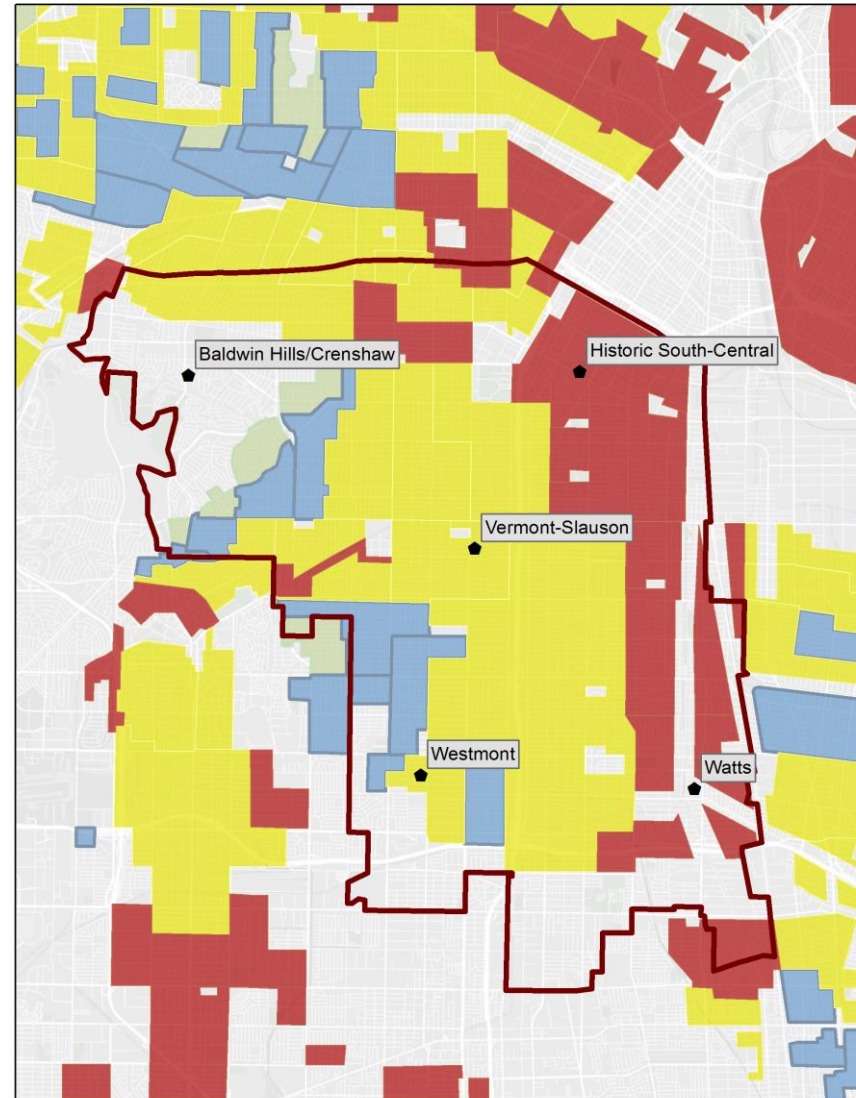 Baldwin Hills/Crenshaw
Historic South-Central
Vermont-Slauson
Westmont
Watts